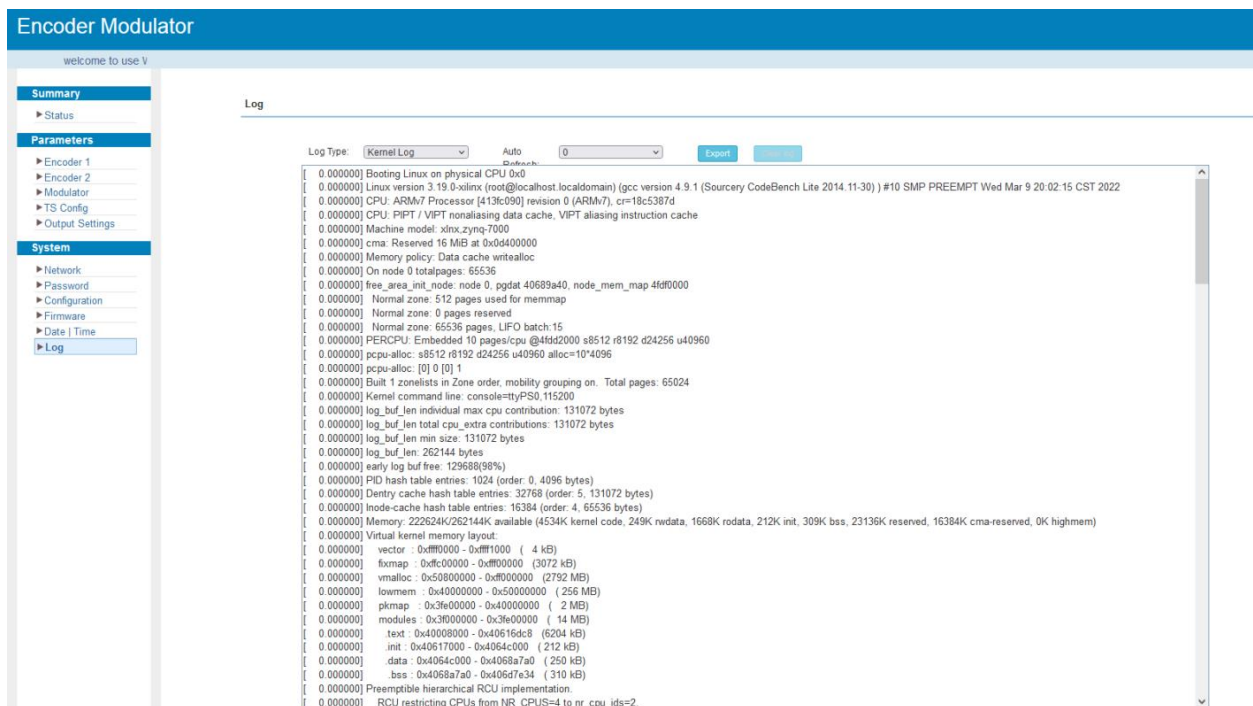 Encoder Modulator
welcome to use V
Summary
Status
Parameters
Encoder 1
Encoder 2
Modulator
TS Config
Output Settings
System
Network
Password
Configuration
Firmware
Date | Time
Log
Log
Log Type: Kernel Log Auto Refresh: 0 Export
[ 0.000000] Booting Linux on physical CPU 0x0
[ 0.000000] Linux version 3.19.0-xilinx (root@localhost.localdomain) (gcc version 4.9.1 (Sourcery CodeBench Lite 2014.11-30) ) #10 SMP PREEMPT Wed Mar 9 20:02:15 CST 2022
[ 0.000000] CPU: ARMv7 Processor [413fc090] revision 0 (ARMv7), cr=18c5387d
[ 0.000000] CPU: PIPT / VIPT nonaliasing data cache, VIPT aliasing instruction cache
[ 0.000000] Machine model: xlnx,zynq-7000
[ 0.000000] cma: Reserved 16 MiB at 0x0d400000
[ 0.000000] Memory policy: Data cache writealloc
[ 0.000000] On node 0 totalpages: 65536
[ 0.000000] free_area_init_node: node 0, pgdat 40689a40, node_mem_map 4fdf0000
[ 0.000000] Normal zone: 512 pages used for memmap
[ 0.000000] Normal zone: 0 pages reserved
[ 0.000000] Normal zone: 65536 pages, LIFO batch:15
[ 0.000000] PERCPU: Embedded 10 pages/cpu @4fdd2000 s8512 r8192 d24256 u40960
[ 0.000000] pcpu-alloc: s8512 r8192 d24256 u40960 alloc=10*4096
[ 0.000000] pcpu-alloc: [0] 0 [0] 1
[ 0.000000] Built 1 zonelists in Zone order, mobility grouping on. Total pages: 65024
[ 0.000000] Kernel command line: console=ttyPS0,115200
[ 0.000000] log_buf_len individual max cpu contribution: 131072 bytes
[ 0.000000] log_buf_len total cpu_extra contributions: 131072 bytes
[ 0.000000] log_buf_len min size: 131072 bytes
[ 0.000000] log_buf_len: 262144 bytes
[ 0.000000] early log buf free: 129688(98%)
[ 0.000000] PID hash table entries: 1024 (order: 0, 4096 bytes)
[ 0.000000] Dentry cache hash table entries: 32768 (order: 5, 131072 bytes)
[ 0.000000] Inode-cache hash table entries: 16384 (order: 4, 65536 bytes)
[ 0.000000] Memory: 222624K/262144K available (4534K kernel code, 249K rwdata, 1668K rodata, 212K init, 309K bss, 23136K reserved, 16384K cma-reserved, 0K highmem)
[ 0.000000] Virtual kernel memory layout:
[ 0.000000] vector : 0xffff0000 - 0xffff1000 ( 4 kB)
[ 0.000000] fixmap : 0xffc00000 - 0xfff00000 (3072 kB)
[ 0.000000] vmalloc : 0x50800000 - 0xff000000 (2792 MB)
[ 0.000000] lowmem : 0x40000000 - 0x50000000 ( 256 MB)
[ 0.000000] pkmap : 0x3fe00000 - 0x40000000 ( 2 MB)
[ 0.000000] modules : 0x3f000000 - 0x3fe00000 ( 14 MB)
[ 0.000000] .text : 0x40008000 - 0x40616dc8 (6204 kB)
[ 0.000000] .init : 0x40617000 - 0x4064c000 ( 212 kB)
[ 0.000000] .data : 0x4064c000 - 0x4068a7a0 ( 250 kB)
[ 0.000000] .bss : 0x4068a7a0 - 0x406d7e34 ( 310 kB)
[ 0.000000] Preemptible hierarchical RCU implementation.
[ 0.000000] RCU restricting CPUs from NR_CPUS=4 to nr_cpu_ids=2.